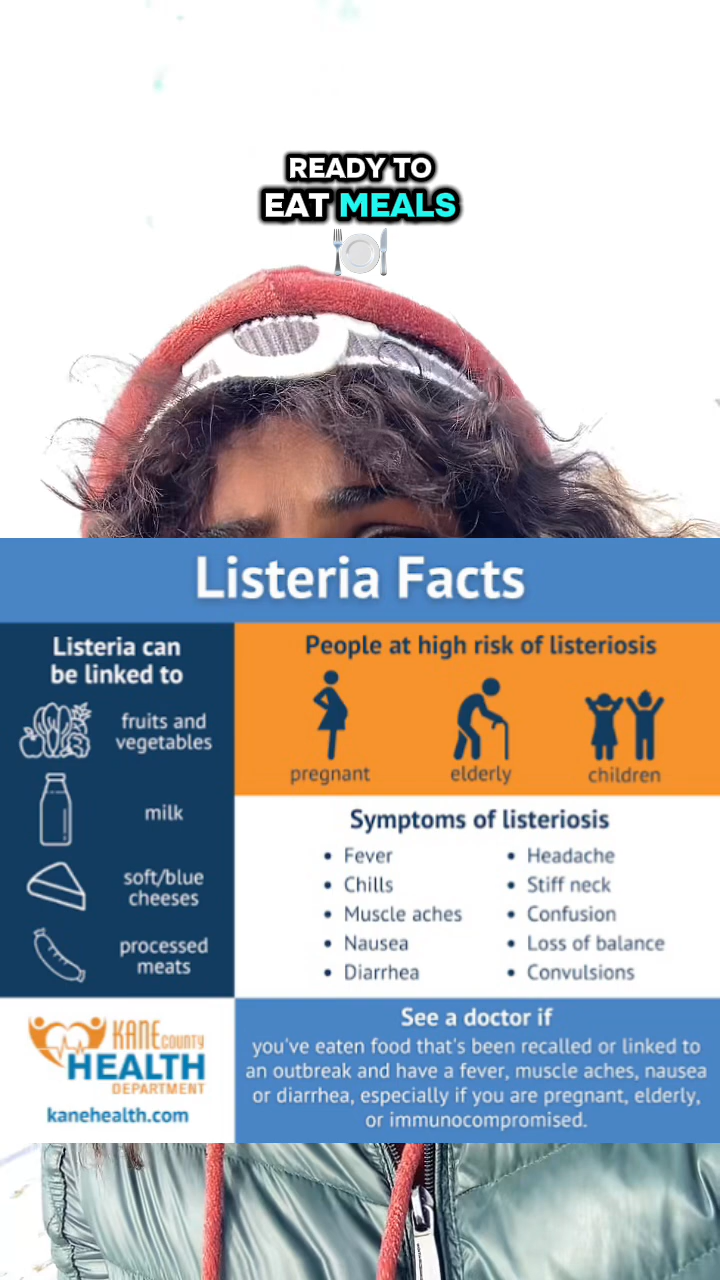 READY TO
EAT MEALS
Listeria Facts
Listeria can
be linked to
fruits and
vegetables
milk
soft/blue
cheeses
processed
meats
People at high risk of listeriosis
pregnant
elderly
children
Symptoms of listeriosis
• Fever
• Chills
• Muscle aches
• Nausea
• Diarrhea
• Headache
• Stiff neck
• Confusion
• Loss of balance
• Convulsions
KANE COUNTY
HEALTH
DEPARTMENT
kanehealth.com
See a doctor if
you've eaten food that's been recalled or linked to
an outbreak and have a fever, muscle aches, nausea
or diarrhea, especially if you are pregnant, elderly,
or immunocompromised.